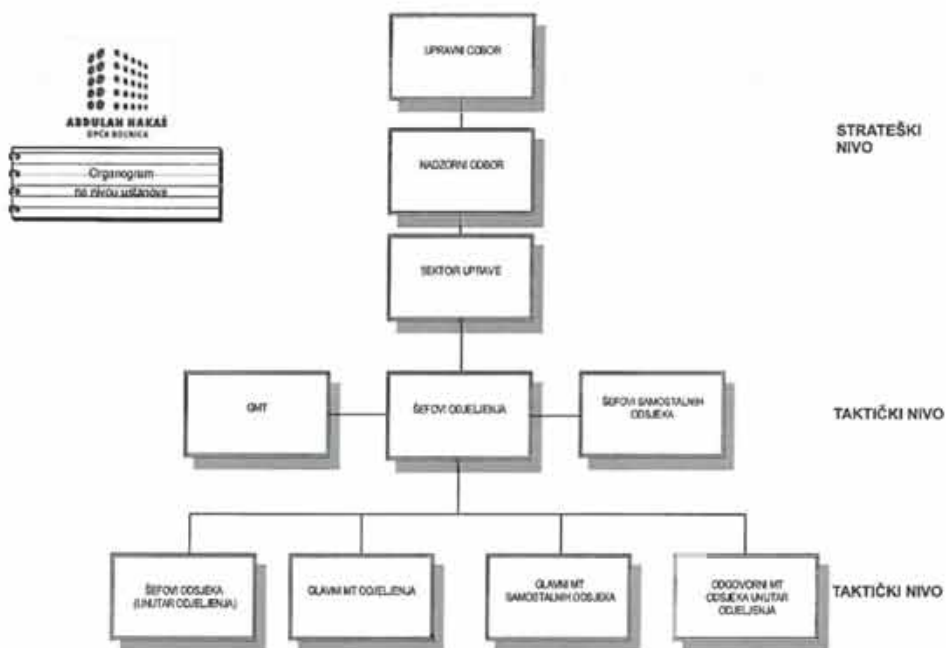 UPRAVNI ODBOR
ABDULAH NAKAŠ
OPĆA BOLNICA
STRATEŠKI
NIVO
NADZORNI ODBOR
Organogram
na nivou ustanove
SEKTOR UPRAVE
GMT
ŠEFOVI ODJELJENJA
ŠEFOVI SAMOSTALNIH
ODSJEKA
TAKTIČKI NIVO
ŠEFOVI ODSJEKA
(UNUTAR ODJELJENJA)
GLAVNI MT ODJELJENJA
GLAVNI MT
SAMOSTALNIH ODSJEKA
ODGOVORNI MT
ODSJEKA UNUTAR
ODJELJENJA
TAKTIČKI NIVO